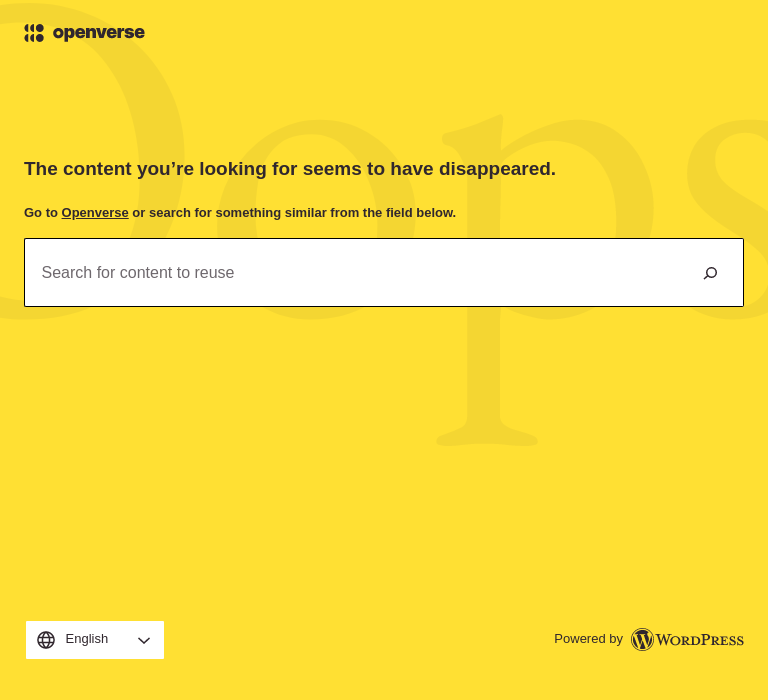 openverse
Oops
The content you’re looking for seems to have disappeared.
Go to Openverse or search for something similar from the field below.
Search for content to reuse
English
Powered by WordPress